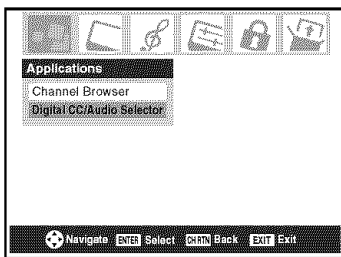 Applications
Channel Browser
Digital CC/Audio Selector
Navigate ENTER Select CH RTN Back EXIT Exit